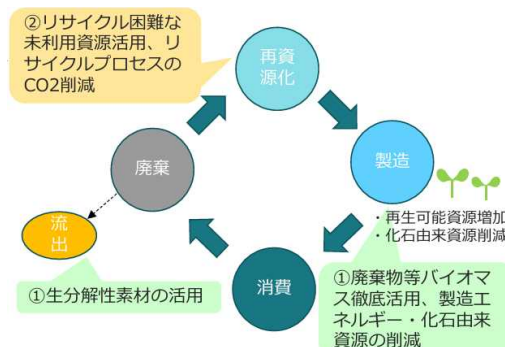 ②リサイクル困難な
未利用資源活用、リ
サイクルプロセスの
CO2削減
再資
源化
製造
・再生可能資源増加
・化石由来資源削減
廃棄
流
出
①生分解性素材の活用
消費
①廃棄物等バイオマ
ス徹底活用、製造エ
ネルギー・化石由来
資源の削減